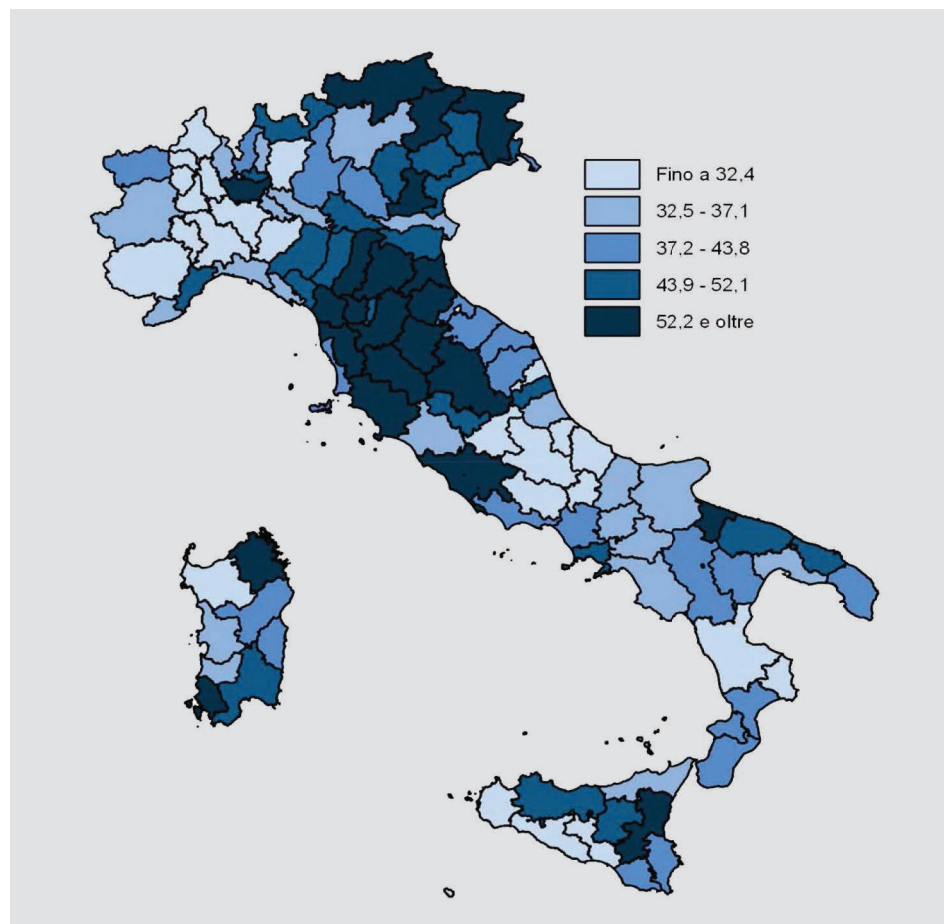 Fino a 32,4
32,5 - 37,1
37,2 - 43,8
43,9 - 52,1
52,2 e oltre